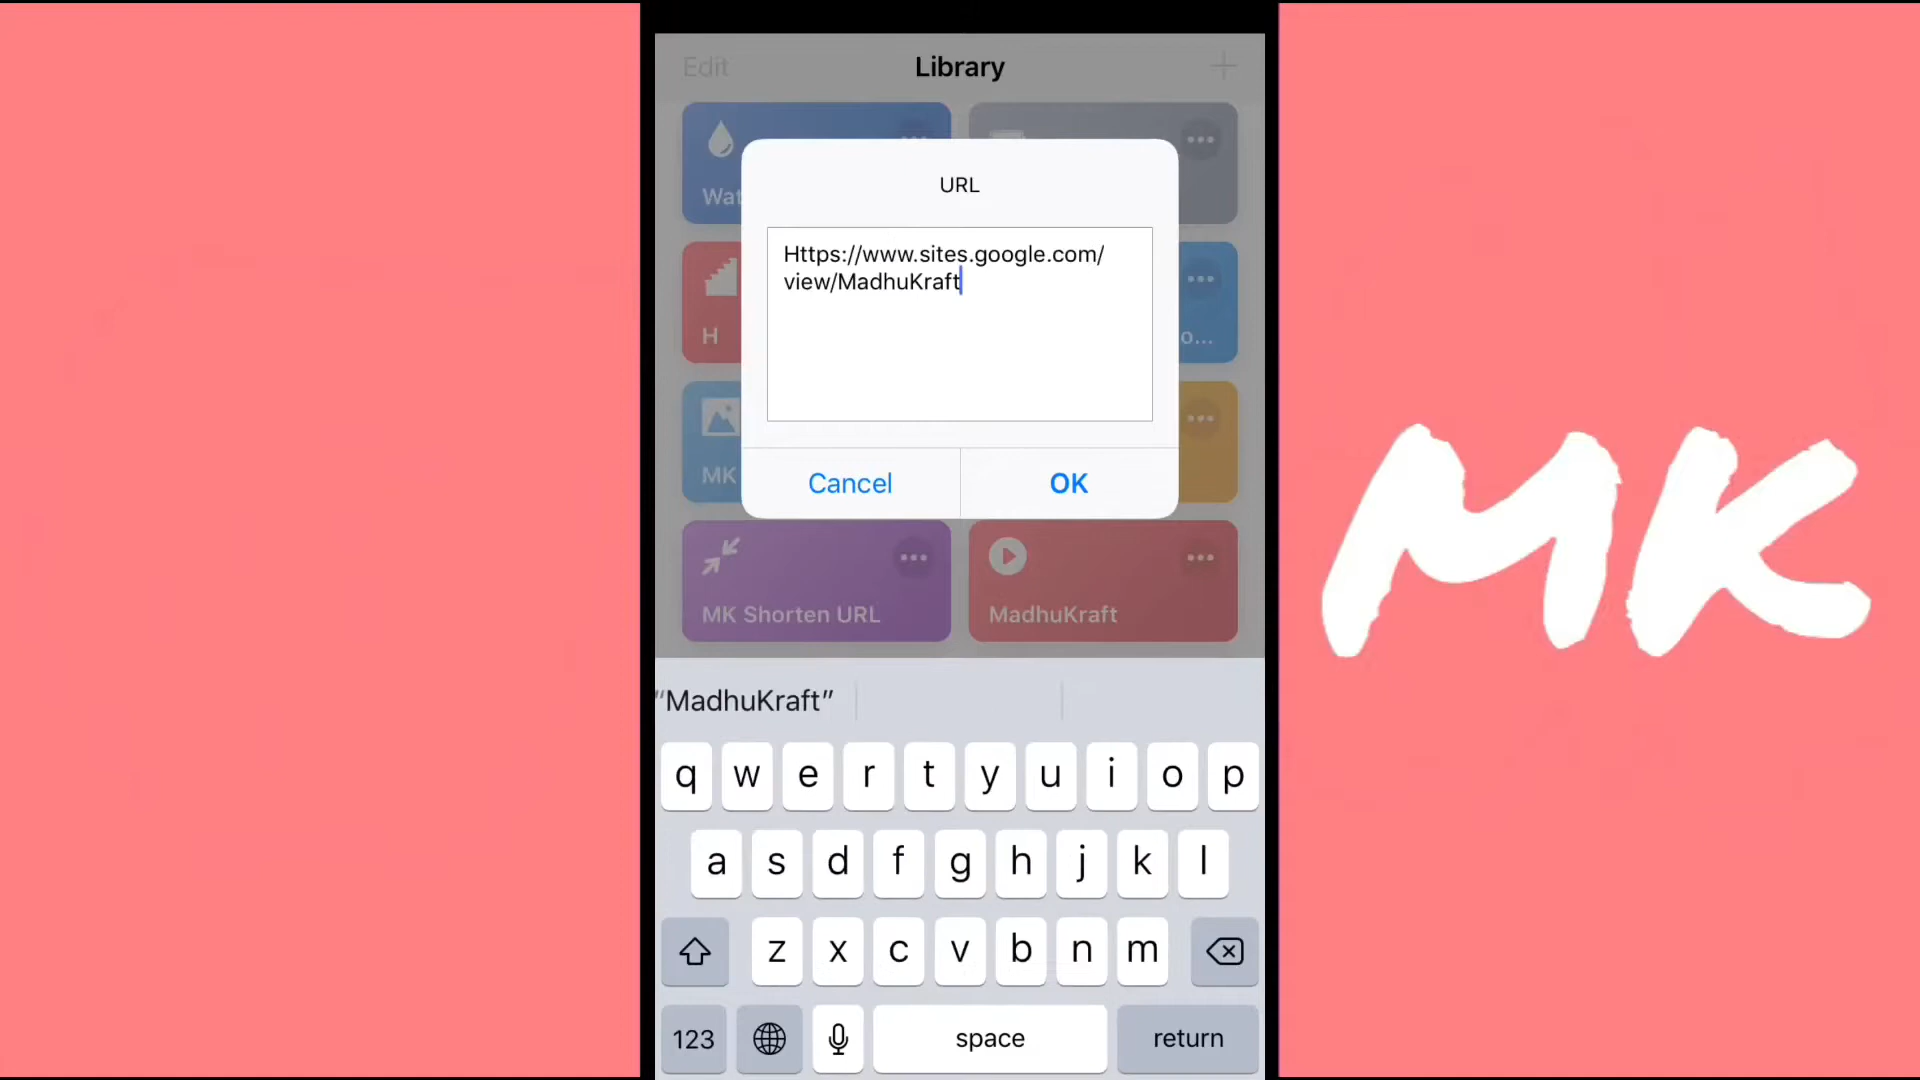 Edit
Library
Wat
URL
Https://www.sites.google.com/
view/MadhuKraft
H
o...
MK
Cancel
OK
MK Shorten URL
MadhuKraft
MK
“MadhuKraft”
q w e r t y u i o p
a s d f g h j k l
z x c v b n m
123
space
return